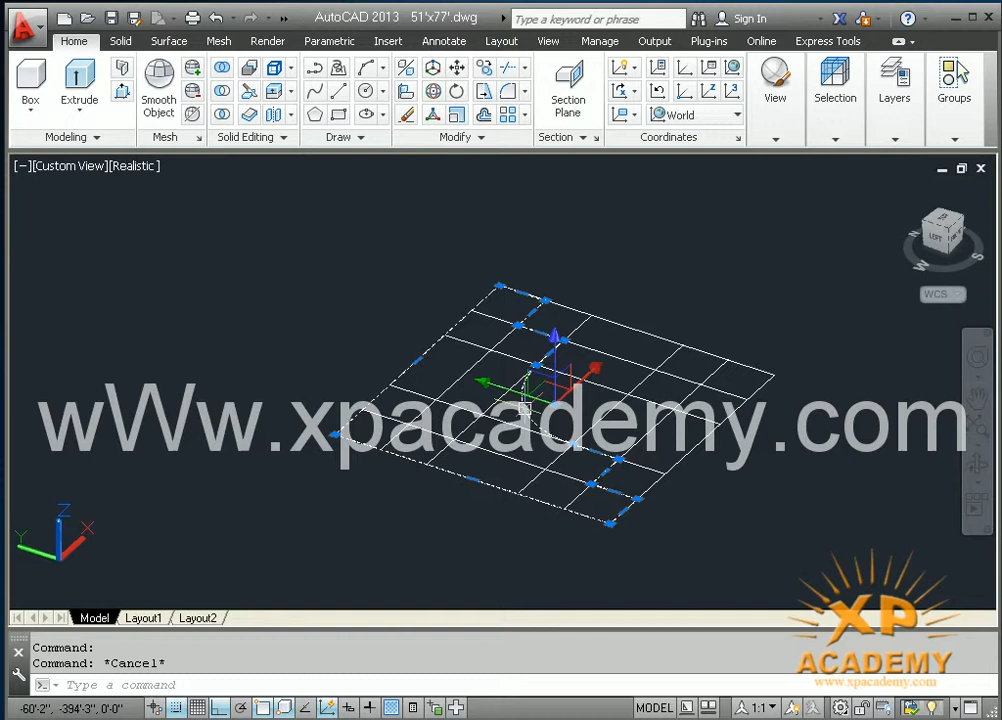 AutoCAD 2013 51'x77'.dwg
Type a keyword or phrase
Sign In
Home Solid Surface Mesh Render Parametric Insert Annotate Layout View Manage Output Plug-ins Online Express Tools
Box
Extrude
Smooth
Object
Section
Plane
World
View
Selection
Layers
Groups
Modeling
Mesh
Solid Editing
Draw
Modify
Section
Coordinates
[−][Custom View][Realistic]
N
LEFT
W
S
WCS
wWw.xpacademy.com
Z
Y
X
Model Layout1 Layout2
XP
ACADEMY
www.xpacademy.com
Command:
Command: *Cancel*
Type a command
-60'-2", -394'-3", 0'-0"
MODEL
1:1